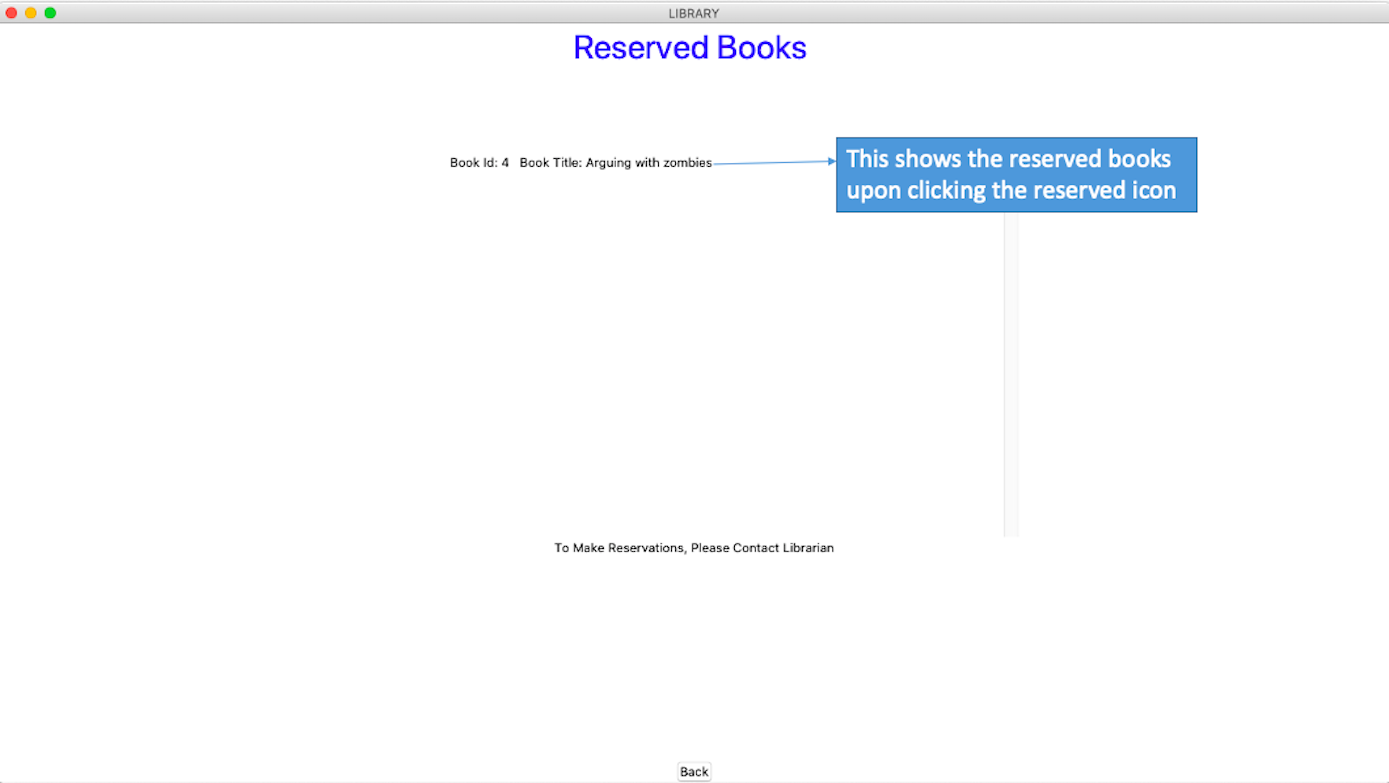 LIBRARY
Reserved Books
Book Id: 4 Book Title: Arguing with zombies
This shows the reserved books
upon clicking the reserved icon
To Make Reservations, Please Contact Librarian
Back